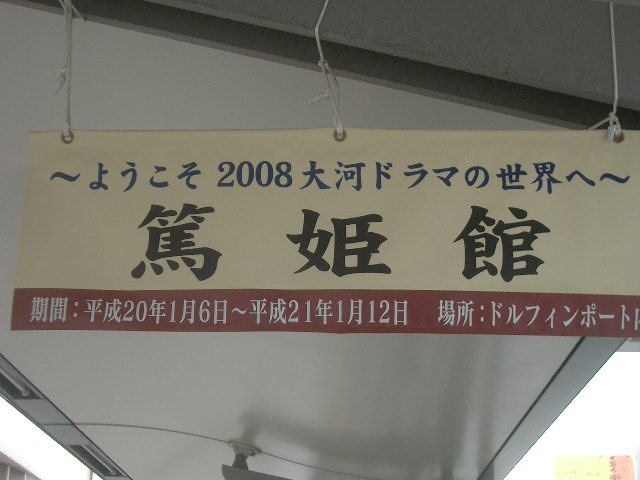 ～ようこそ 2008大河ドラマの世界へ～
篤姫館
期間：平成20年1月6日～平成21年1月12日　場所：ドルフィンポート内